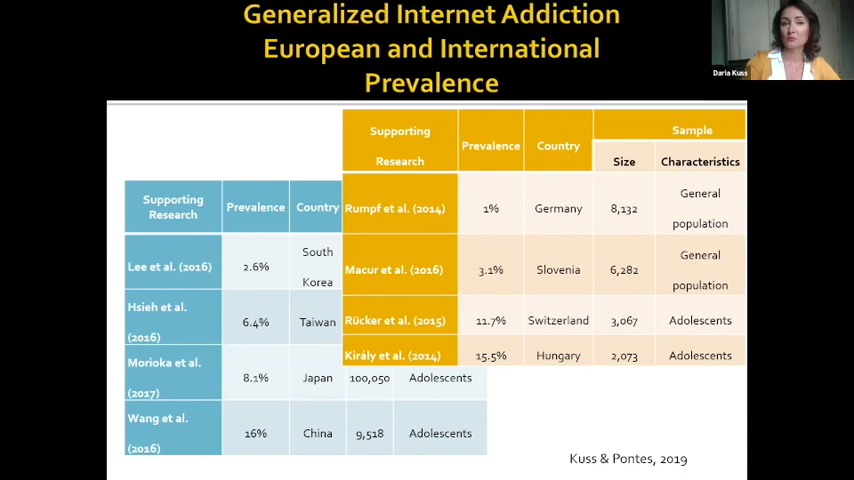 Generalized Internet Addiction
European and International
Prevalence
Daria Kuss
Supporting
Research
Prevalence
Country
Sample
Size
Characteristics
Rumpf et al. (2014)
1%
Germany
8,132
General
population
Macur et al. (2016)
3.1%
Slovenia
6,282
General
population
Rücker et al. (2015)
11.7%
Switzerland
3,067
Adolescents
Király et al. (2014)
15.5%
Hungary
2,073
Adolescents
Supporting
Research
Prevalence
Country
Lee et al. (2016)
2.6%
South
Korea
Hsieh et al.
(2016)
6.4%
Taiwan
Morioka et al.
(2017)
8.1%
Japan
100,050
Adolescents
Wang et al.
(2016)
16%
China
9,518
Adolescents
Kuss & Pontes, 2019